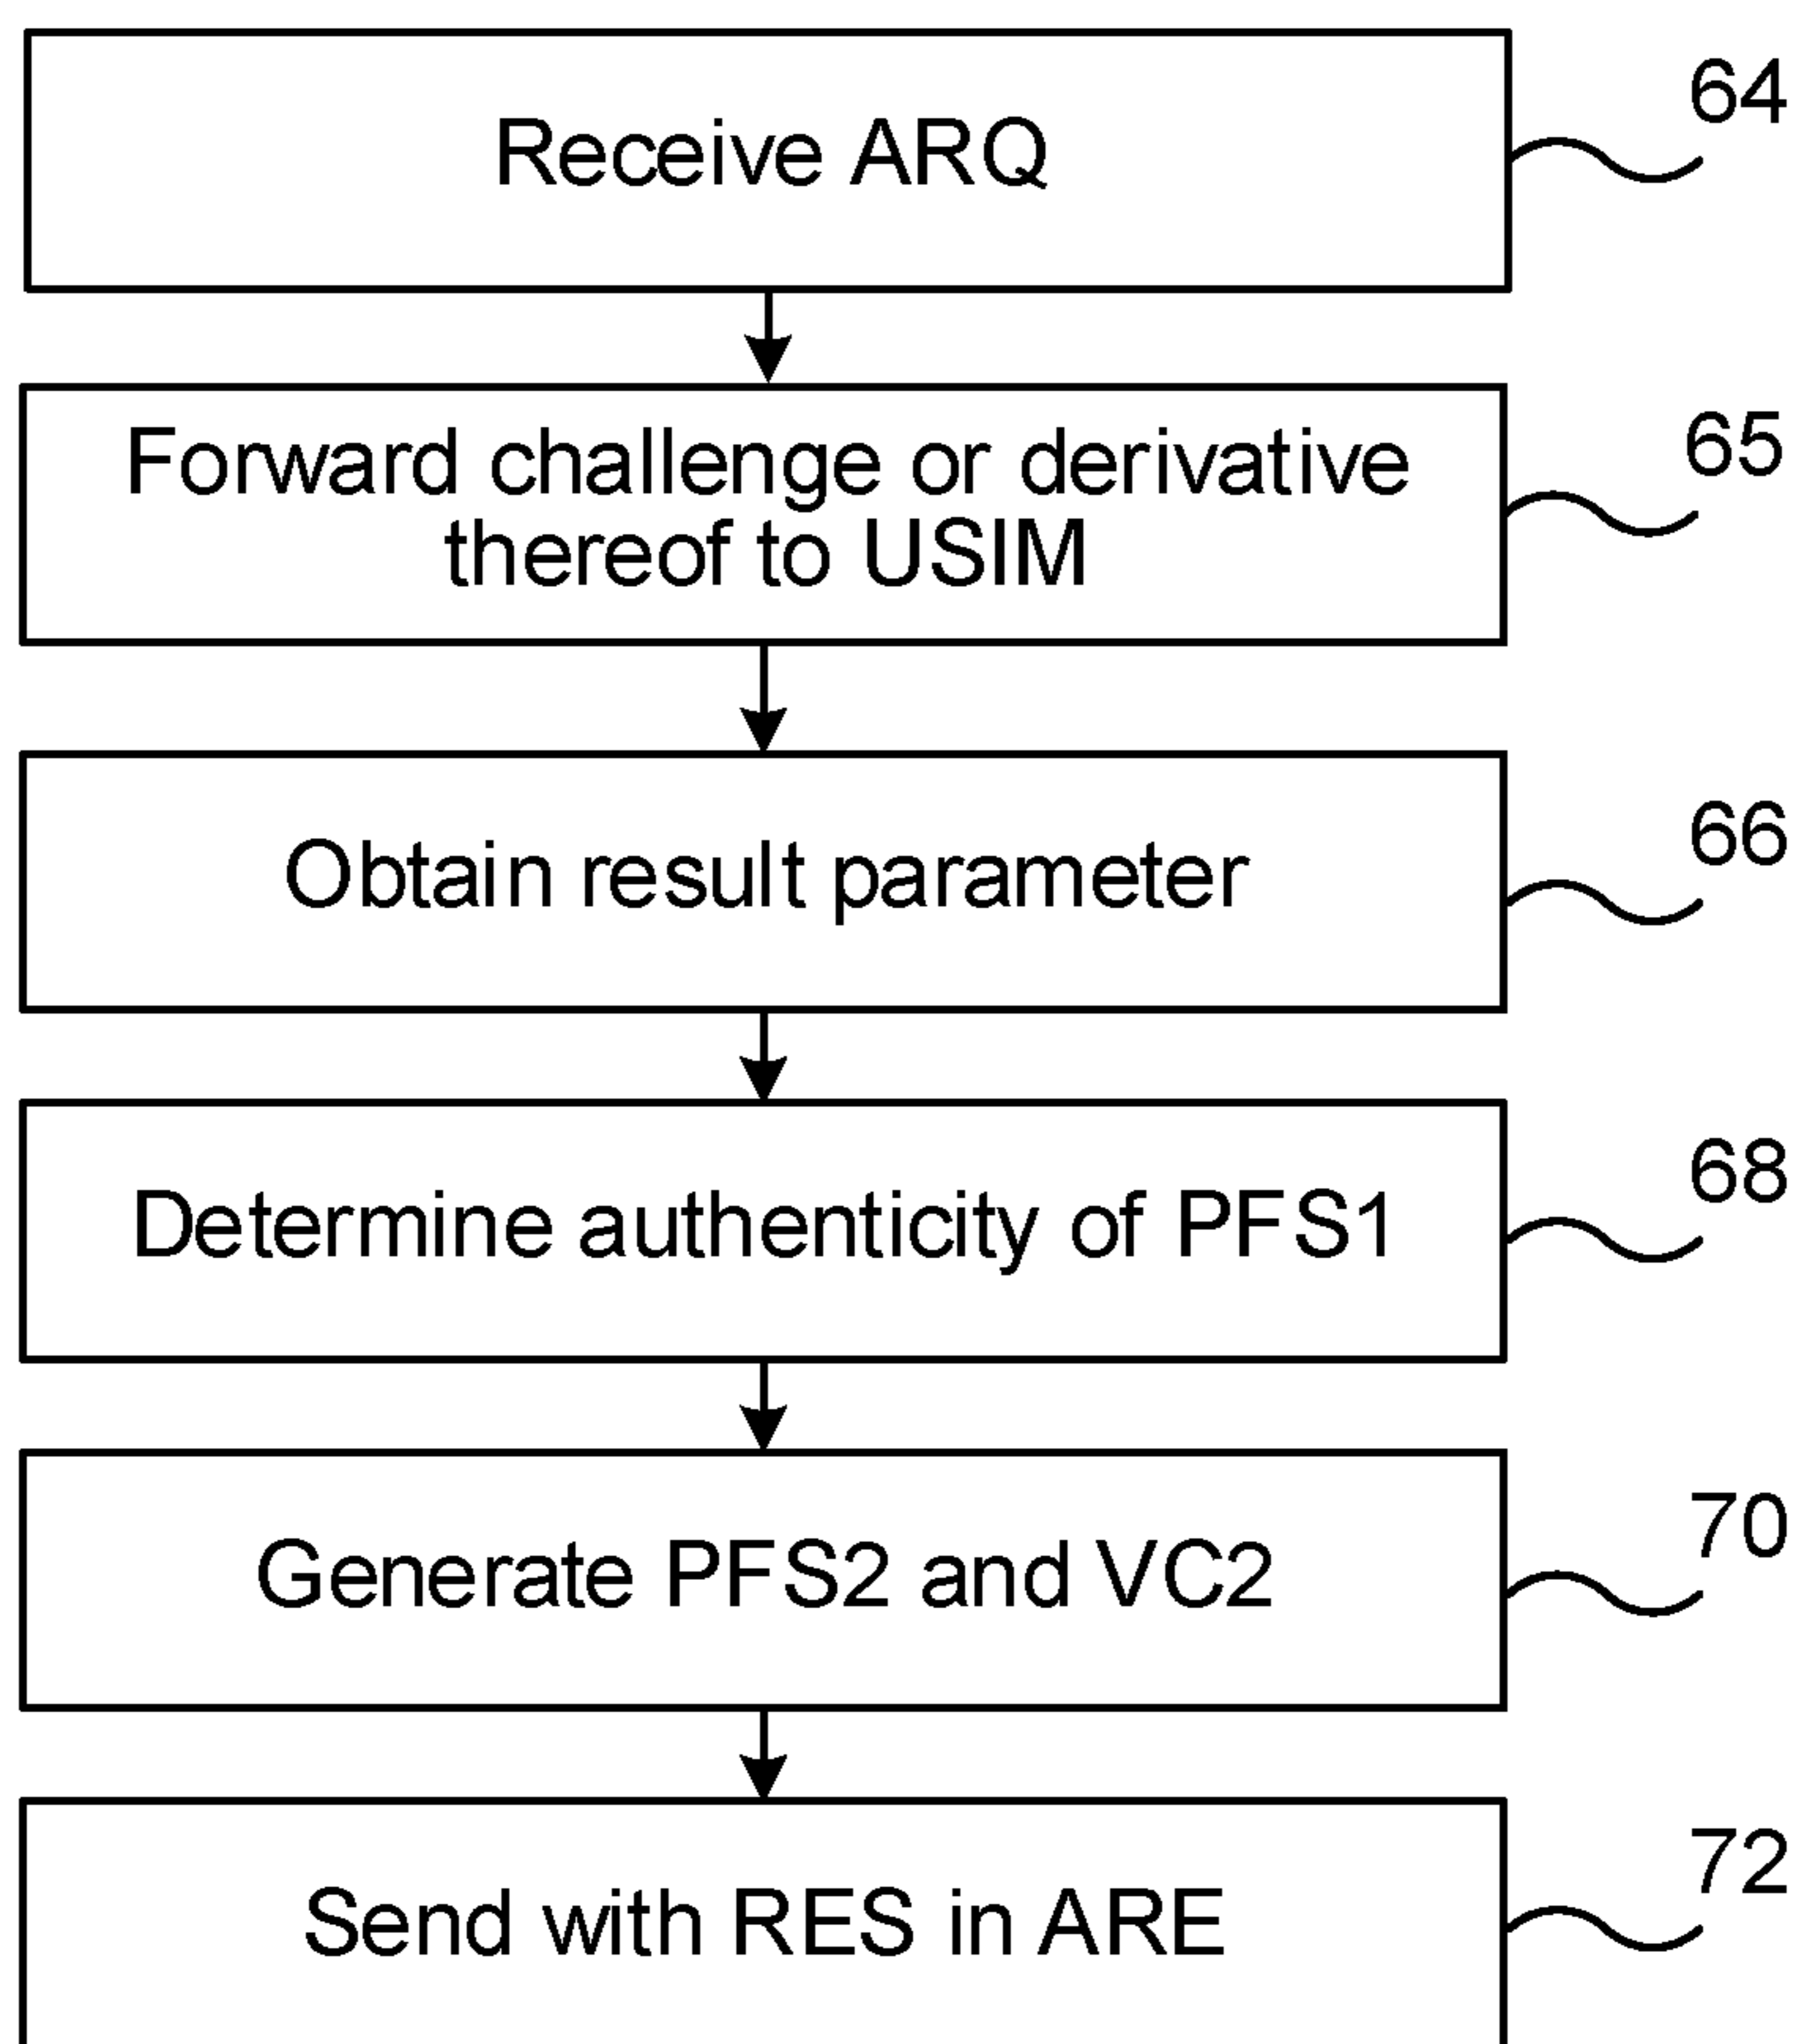 Receive ARQ
64
Forward challenge or derivative
thereof to USIM
65
Obtain result parameter
66
Determine authenticity of PFS1
68
Generate PFS2 and VC2
70
Send with RES in ARE
72